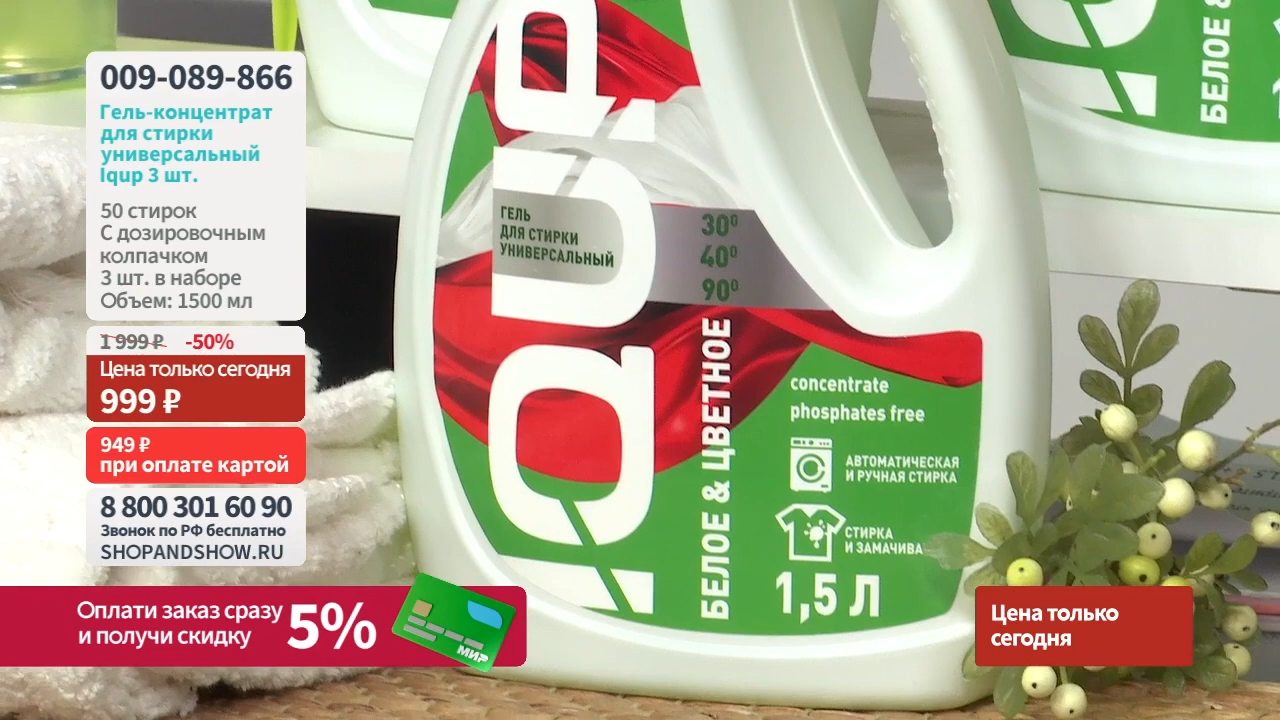 009-089-866
Гель-концентрат
для стирки
универсальный
Iqup 3 шт.
50 стирок
С дозировочным
колпачком
3 шт. в наборе
Объем: 1500 мл
1 999 ₽ -50%
Цена только сегодня
999 ₽
949 ₽
при оплате картой
8 800 301 60 90
Звонок по РФ бесплатно
SHOPANDSHOW.RU
Оплати заказ сразу
и получи скидку
5%
МИР
IQUP
ГЕЛЬ
ДЛЯ СТИРКИ
УНИВЕРСАЛЬНЫЙ
30⁰
40⁰
90⁰
БЕЛОЕ & ЦВЕТНОЕ
concentrate
phosphates free
АВТОМАТИЧЕСКАЯ
И РУЧНАЯ СТИРКА
СТИРКА
И ЗАМАЧИВА
1,5 Л
БЕЛОЕ &
Цена только
сегодня